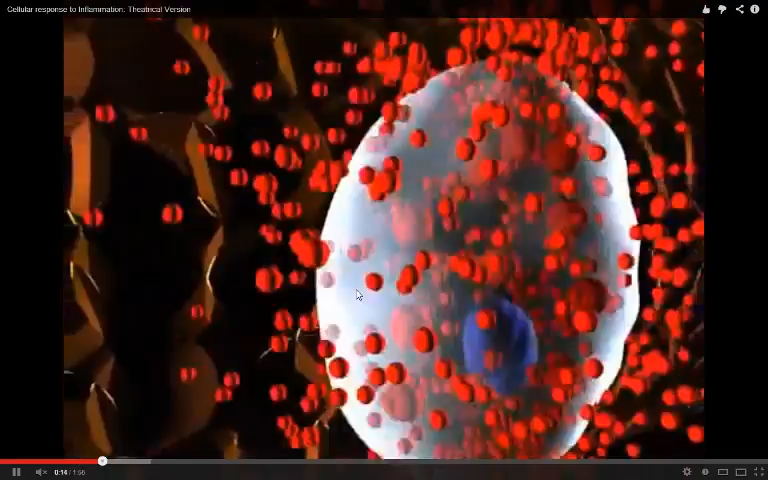 Cellular response to Inflammation: Theatrical Version
0:14 / 1:56